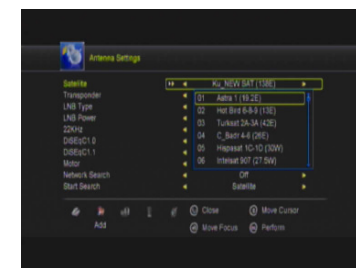 Antenna Settings
Satellite Ku_NEW SAT (138E)
Transponder 01 Astra 1 (19.2E)
LNB Type 02 Hot Bird 6-8-9 (13E)
LNB Power 03 Turksat 2A-3A (42E)
22KHz 04 C_Badr 4-6 (26E)
DiSEqC1.0 05 Hispasat 1C-1D (30W)
DiSEqC1.1 06 Intelsat 907 (27.5W)
Motor
Network Search Off
Start Search Satellite
Close Move Cursor
Add Move Focus Perform